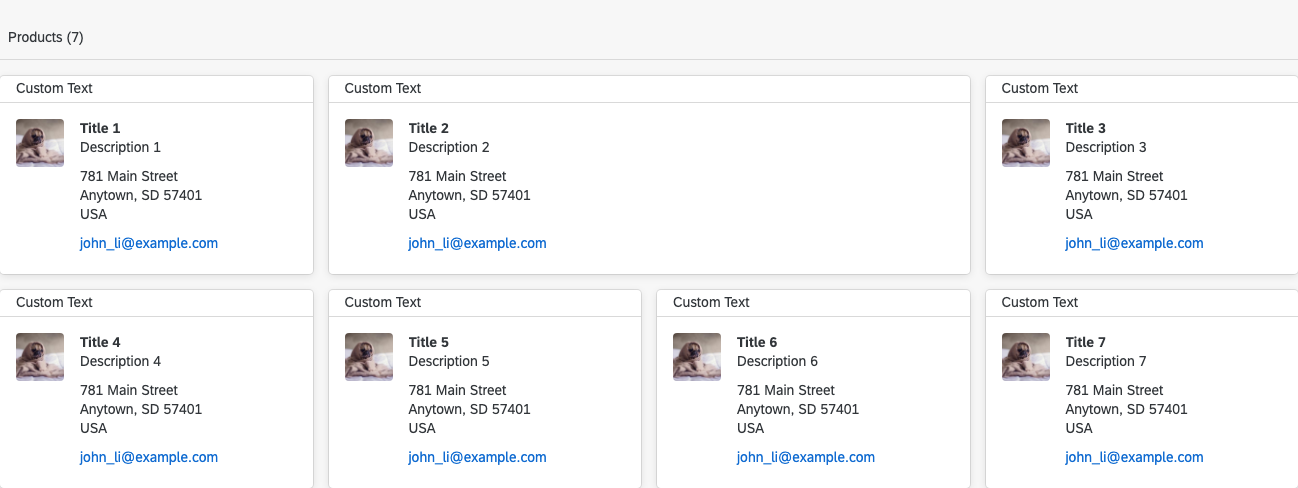 Products (7)
Custom Text
Title 1
Description 1
781 Main Street
Anytown, SD 57401
USA
john_li@example.com
Custom Text
Title 2
Description 2
781 Main Street
Anytown, SD 57401
USA
john_li@example.com
Custom Text
Title 3
Description 3
781 Main Street
Anytown, SD 57401
USA
john_li@example.com
Custom Text
Title 4
Description 4
781 Main Street
Anytown, SD 57401
USA
john_li@example.com
Custom Text
Title 5
Description 5
781 Main Street
Anytown, SD 57401
USA
john_li@example.com
Custom Text
Title 6
Description 6
781 Main Street
Anytown, SD 57401
USA
john_li@example.com
Custom Text
Title 7
Description 7
781 Main Street
Anytown, SD 57401
USA
john_li@example.com